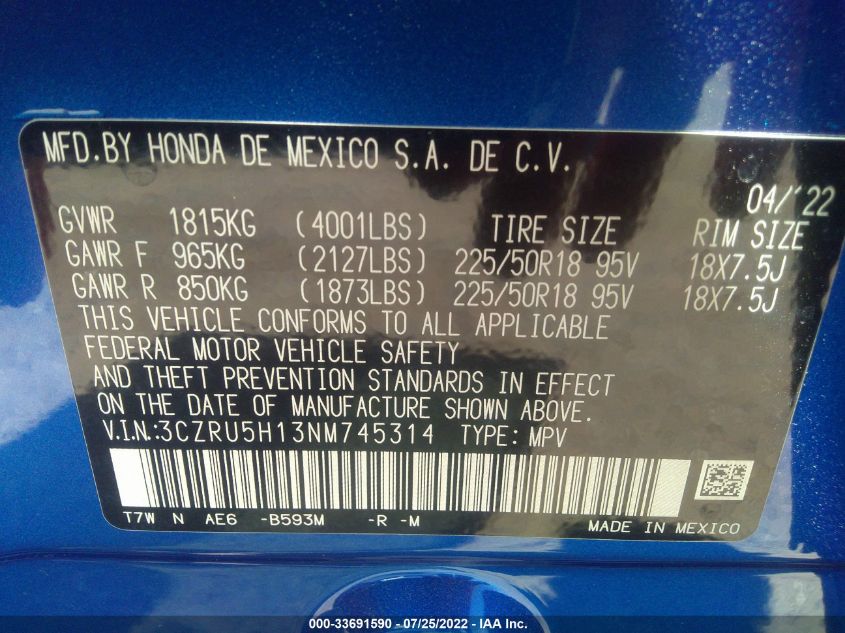 MFD.BY HONDA DE MEXICO S.A. DE C.V.
04/'22
GVWR 1815KG (4001LBS) TIRE SIZE RIM SIZE
GAWR F 965KG (2127LBS) 225/50R18 95V 18X7.5J
GAWR R 850KG (1873LBS) 225/50R18 95V 18X7.5J
THIS VEHICLE CONFORMS TO ALL APPLICABLE
FEDERAL MOTOR VEHICLE SAFETY
AND THEFT PREVENTION STANDARDS IN EFFECT
ON THE DATE OF MANUFACTURE SHOWN ABOVE.
V.I.N.:3CZRU5H13NM745314 TYPE: MPV
T7W N AE6 -B593M -R -M
MADE IN MEXICO
000-33691590 - 07/25/2022 - IAA Inc.